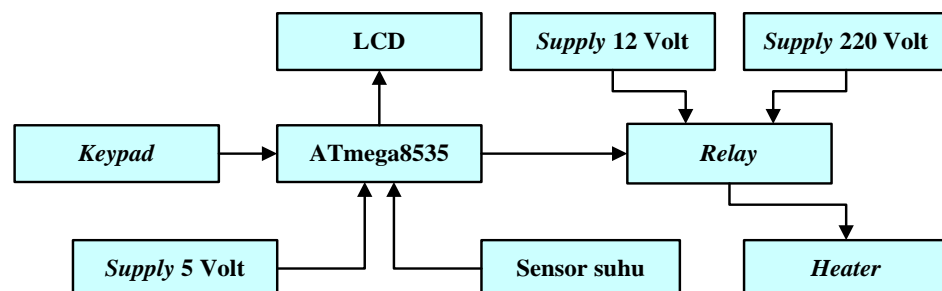 LCD
Supply 12 Volt
Supply 220 Volt
Keypad
ATmega8535
Relay
Supply 5 Volt
Sensor suhu
Heater